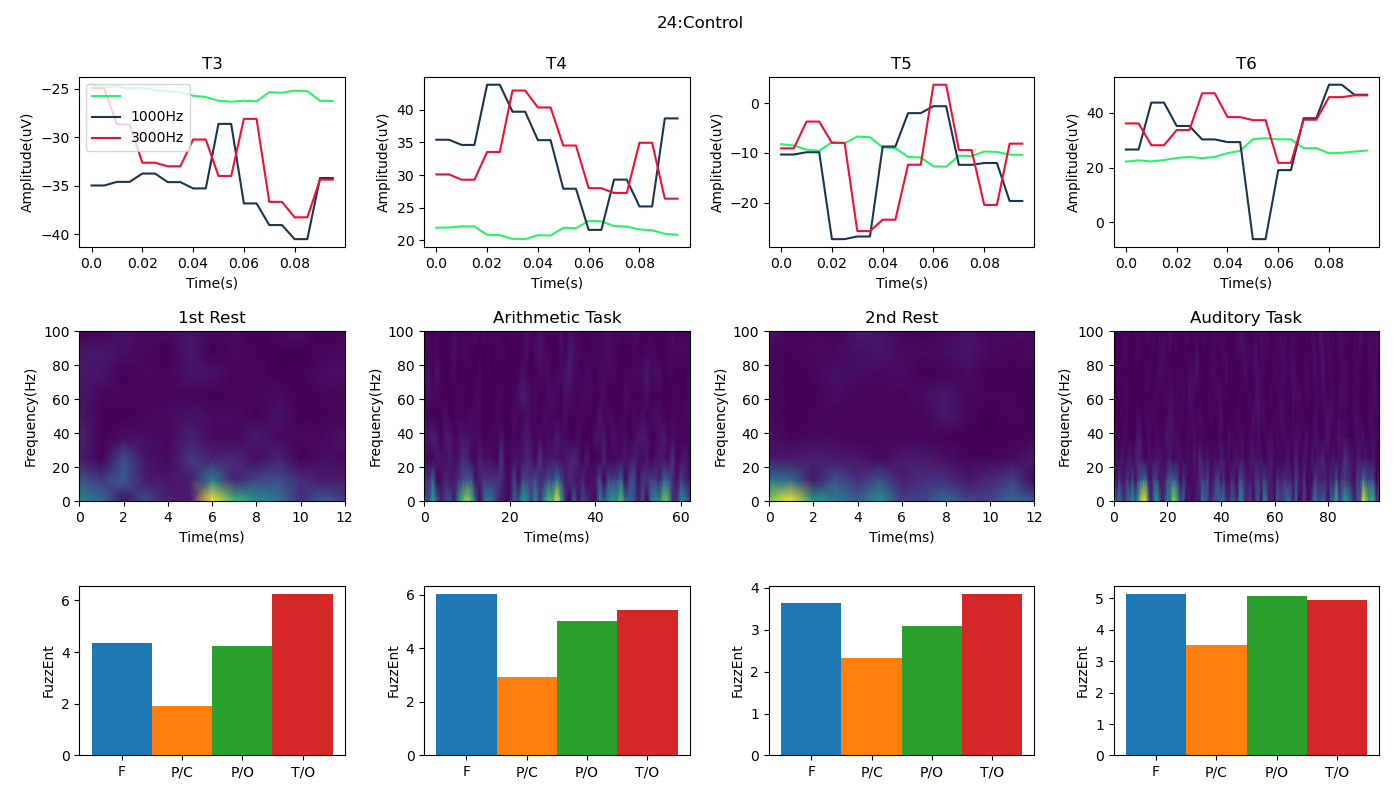 24:Control
T3
T4
T5
T6
Amplitude(uV)
−25
−30
−35
−40
1000Hz
3000Hz
0.0 0.02 0.04 0.06 0.08
Time(s)
Amplitude(uV)
40
35
30
25
20
0.0 0.02 0.04 0.06 0.08
Time(s)
Amplitude(uV)
0
−10
−20
0.0 0.02 0.04 0.06 0.08
Time(s)
Amplitude(uV)
40
20
0
0.0 0.02 0.04 0.06 0.08
Time(s)
1st Rest
Frequency(Hz)
100
80
60
40
20
0
0 2 4 6 8 10 12
Time(ms)
Arithmetic Task
Frequency(Hz)
100
80
60
40
20
0
0 20 40 60
Time(ms)
2nd Rest
Frequency(Hz)
100
80
60
40
20
0
0 2 4 6 8 10 12
Time(ms)
Auditory Task
Frequency(Hz)
100
80
60
40
20
0
0 20 40 60 80
Time(ms)
FuzzEnt
6
4
2
0
F P/C P/O T/O
FuzzEnt
6
4
2
0
F P/C P/O T/O
FuzzEnt
4
3
2
1
0
F P/C P/O T/O
FuzzEnt
5
4
3
2
1
0
F P/C P/O T/O